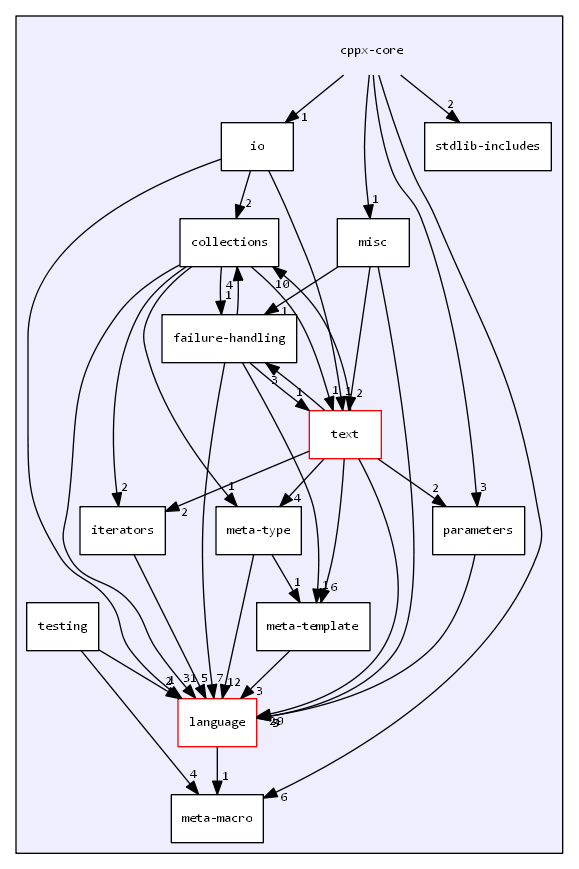 cppx-core
1
2
io
stdlib-includes
2
1
collections
misc
4
1
10
1
failure-handling
3
1
1
2
text
1
2
4
2
3
iterators
meta-type
parameters
1
1
6
testing
meta-template
2
1
31
5
7
12
3
language
29
4
1
6
meta-macro